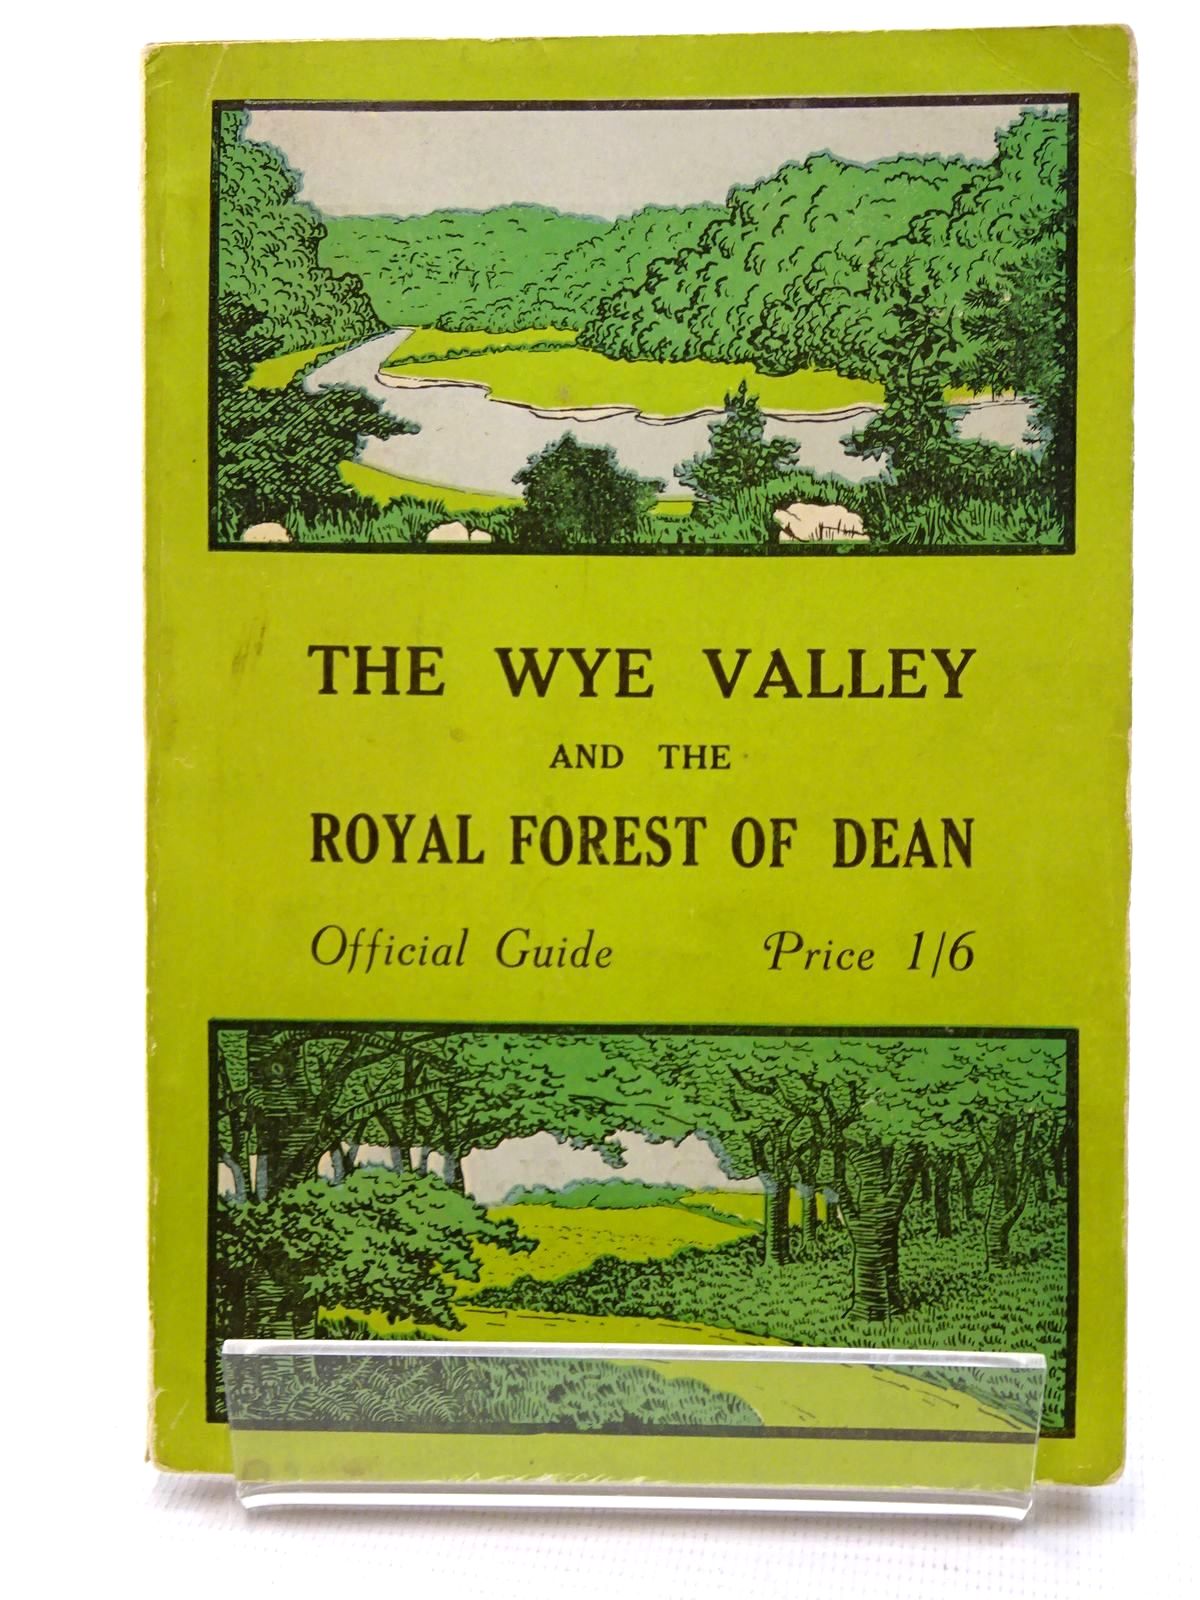 THE WYE VALLEY
AND THE
ROYAL FOREST OF DEAN
Official Guide Price 1/6